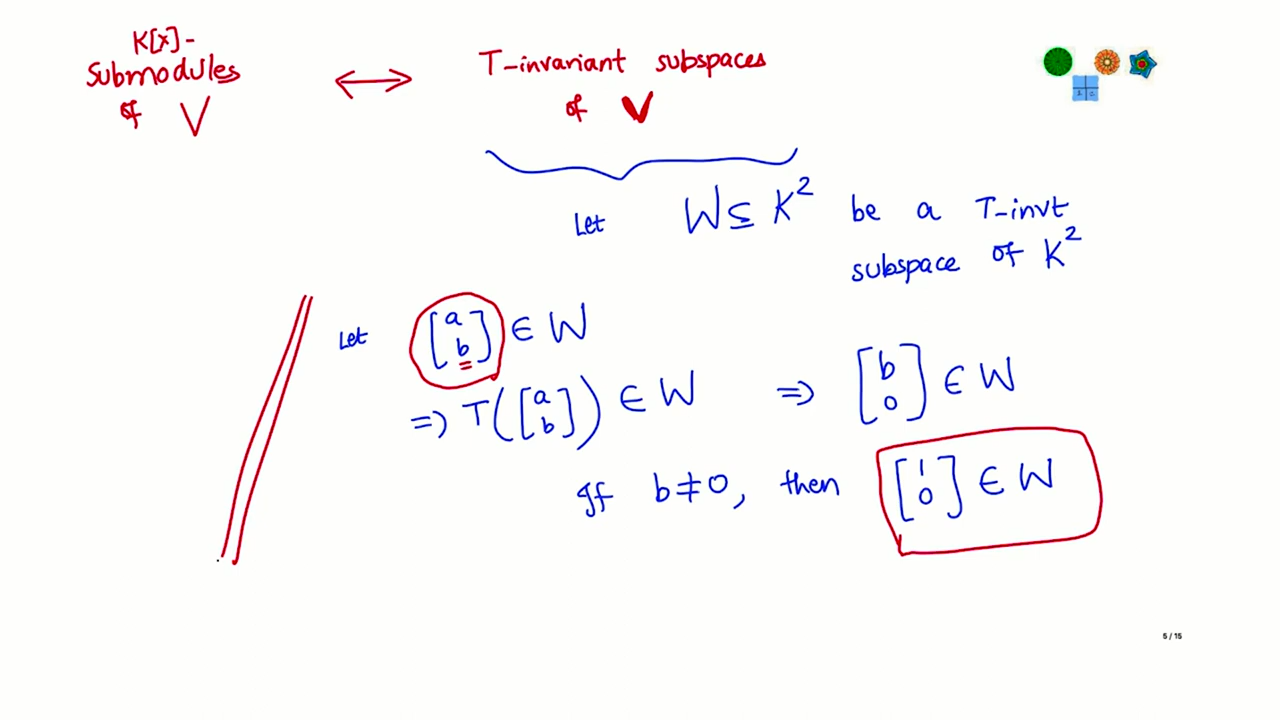 K[x]-
Submodules
of V
⟷
T-invariant subspaces
of V
Let W ⊆ K² be a T-invt
subspace of K²
Let [a b] ∈ W
⇒ T([a b]) ∈ W ⇒ [b 0] ∈ W
If b≠0, then [1 0] ∈ W
5 / 15